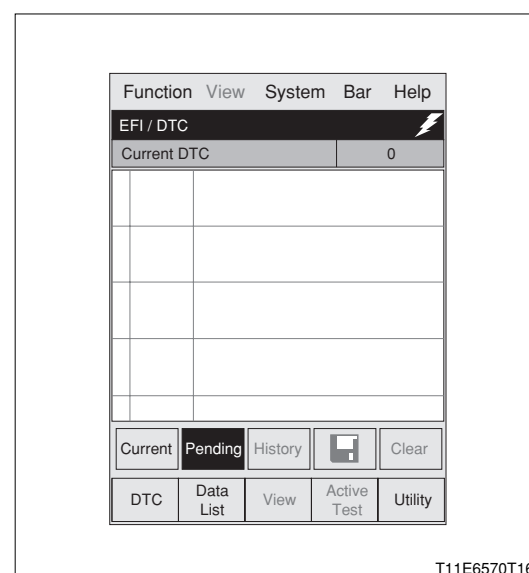 Function View System Bar Help
EFI / DTC
Current DTC 0
Current Pending History Clear
DTC Data List View Active Test Utility
T11E6570T16